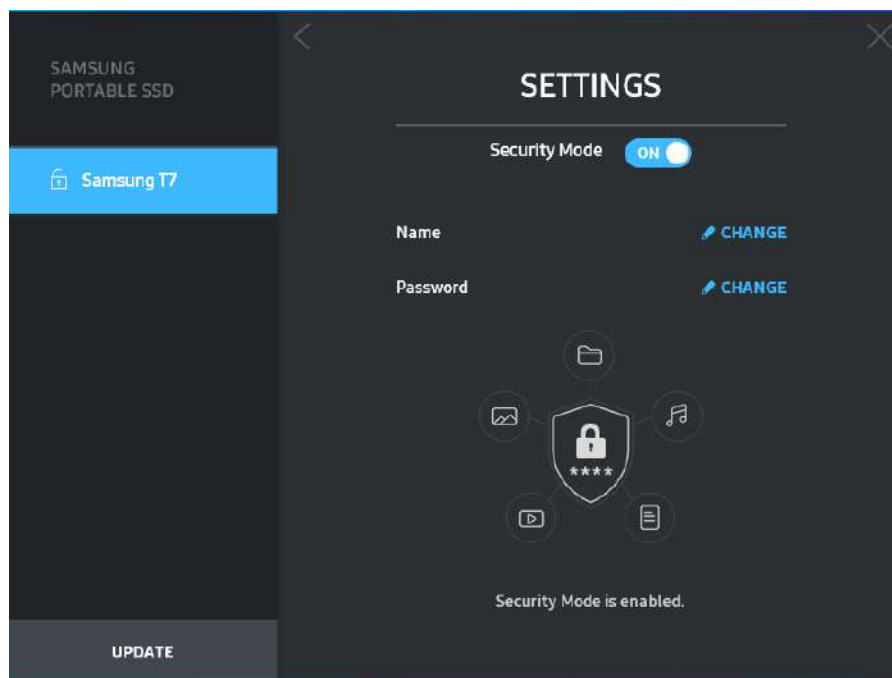 SAMSUNG
PORTABLE SSD
Samsung T7
UPDATE
SETTINGS
Security Mode ON
Name CHANGE
Password CHANGE
****
Security Mode is enabled.